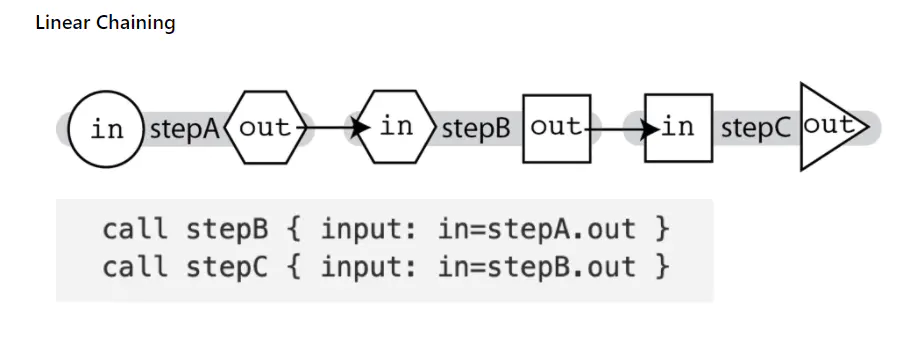 Linear Chaining
in stepA out in stepB out in stepC out
call stepB { input: in=stepA.out }
call stepC { input: in=stepB.out }